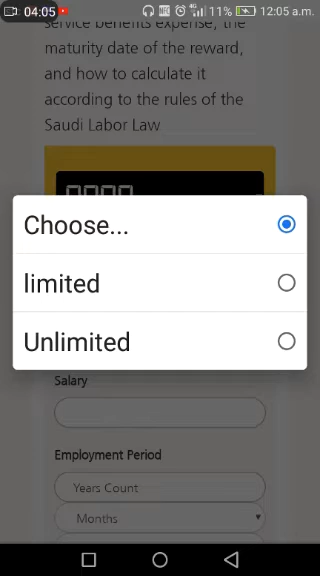 04:05
4G 11% 12:05 a.m.
service benefits expense, the
maturity date of the reward,
and how to calculate it
according to the rules of the
Saudi Labor Law
Choose...
limited
Unlimited
Salary
Employment Period
Years Count
Months